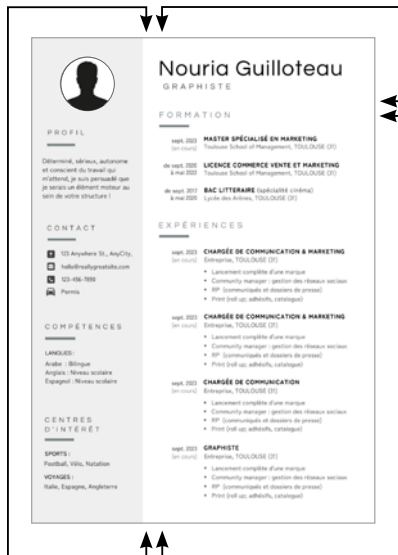 Nouria Guilloteau
GRAPHISTE
PROFIL
Déterminé, sérieux, autonome
et conscient du travail qui
m'attend, je suis persuadé que
je serais un élément moteur au
sein de votre structure !
CONTACT
123 Anywhere St., AnyCity,
hello@reallygreatsite.com
123-456-7890
Permis
COMPÉTENCES
LANGUES :
Arabe : Bilingue
Anglais : Niveau scolaire
Espagnol : Niveau scolaire
CENTRES
D'INTÉRÊT
SPORTS :
Football, Vélo, Natation
VOYAGES :
Italie, Espagne, Angleterre
FORMATION
sept. 2023 MASTER SPÉCIALISÉ EN MARKETING
(en cours) Toulouse School of Management, TOULOUSE (31)
de sept. 2020 LICENCE COMMERCE VENTE ET MARKETING
à mai 2022 Toulouse School of Management, TOULOUSE (31)
de sept. 2017 BAC LITTERAIRE (spécialité cinéma)
à mai 2020 Lycée des Arènes, TOULOUSE (31)
EXPÉRIENCES
sept. 2023 CHARGÉE DE COMMUNICATION & MARKETING
(en cours) Entreprise, TOULOUSE (31)
• Lancement complète d'une marque
• Community manager : gestion des réseaux sociaux
• RP (communiqués et dossiers de presse)
• Print (roll up, adhésifs, catalogue)
sept. 2023 CHARGÉE DE COMMUNICATION & MARKETING
(en cours) Entreprise, TOULOUSE (31)
• Lancement complète d'une marque
• Community manager : gestion des réseaux sociaux
• RP (communiqués et dossiers de presse)
• Print (roll up, adhésifs, catalogue)
sept. 2023 CHARGÉE DE COMMUNICATION
(en cours) Entreprise, TOULOUSE (31)
• Lancement complète d'une marque
• Community manager : gestion des réseaux sociaux
• RP (communiqués et dossiers de presse)
• Print (roll up, adhésifs, catalogue)
sept. 2023 GRAPHISTE
(en cours) Entreprise, TOULOUSE (31)
• Lancement complète d'une marque
• Community manager : gestion des réseaux sociaux
• RP (communiqués et dossiers de presse)
• Print (roll up, adhésifs, catalogue)